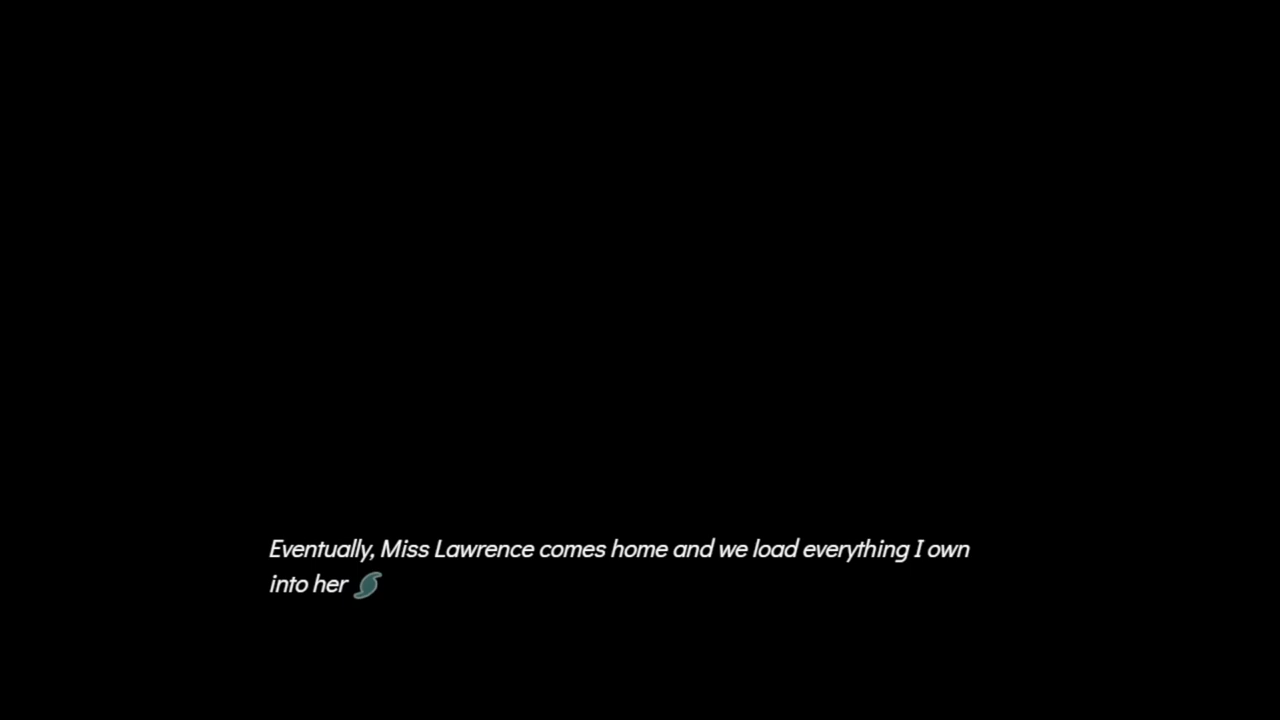 Eventually, Miss Lawrence comes home and we load everything I own
into her